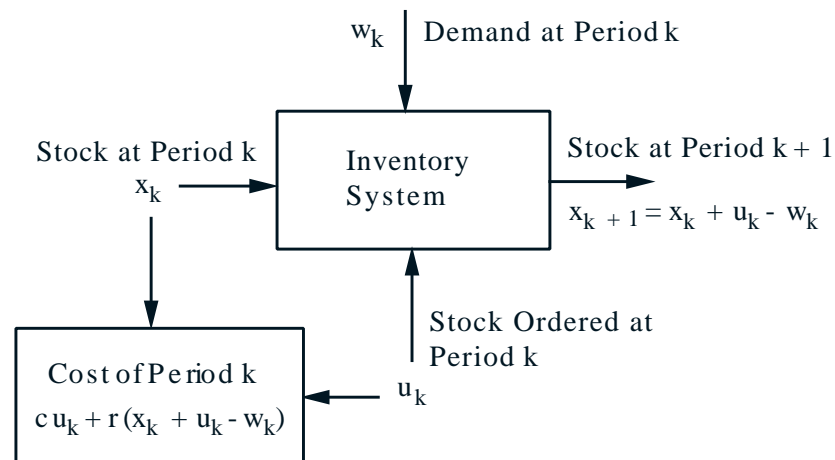 w_k Demand at Period k
Stock at Period k
x_k
Inventory
System
Stock at Period k + 1
x_{k + 1} = x_k + u_k - w_k
Stock Ordered at
Period k
u_k
Cost of Period k
c u_k + r (x_k + u_k - w_k)